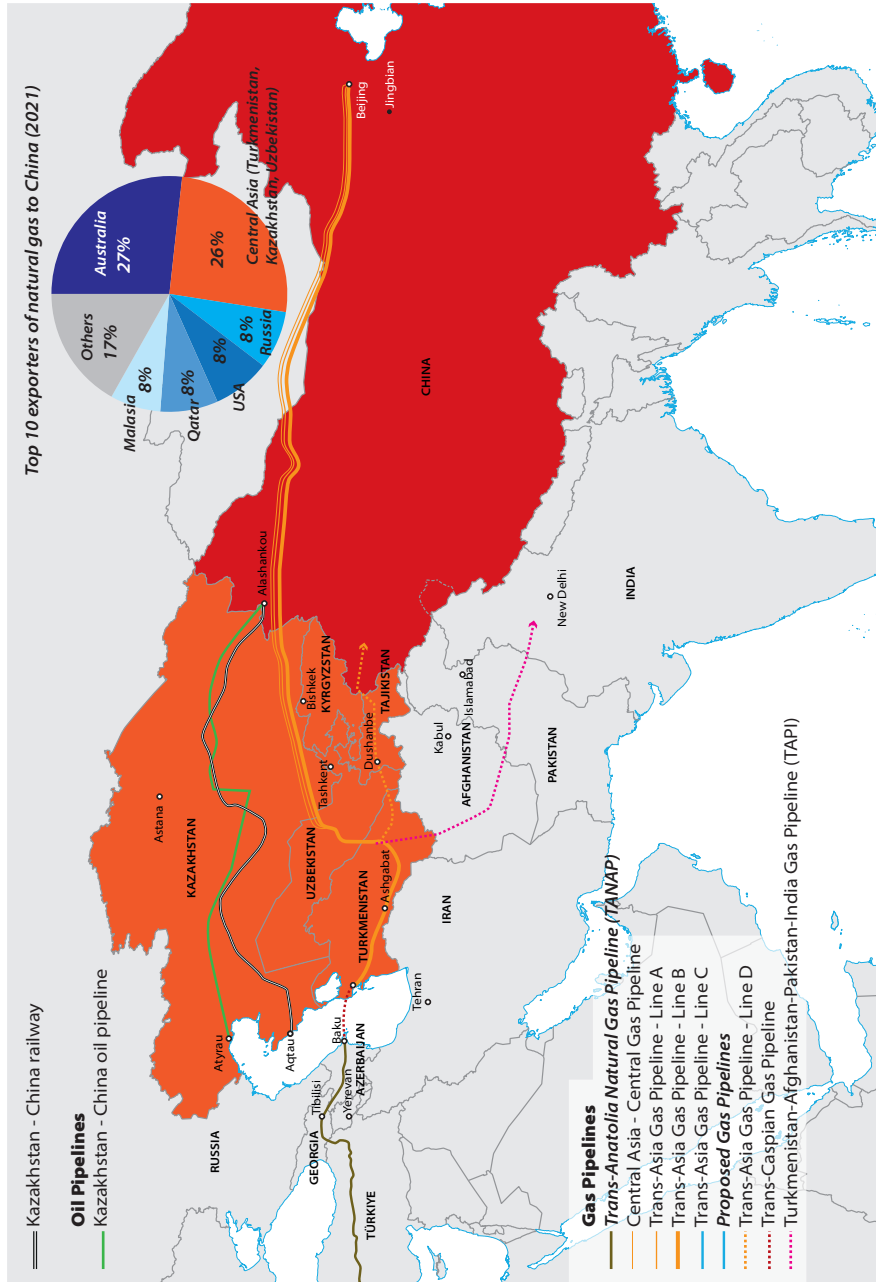 Top 10 exporters of natural gas to China (2021)
Australia
27%
Central Asia (Turkmenistan,
Kazakhstan, Uzbekistan)
26%
Russia
8%
USA
8%
Qatar 8%
Malasia 8%
Others
17%
Kazakhstan - China railway
Oil Pipelines
Kazakhstan - China oil pipeline
RUSSIA
KAZAKHSTAN
Astana
Atyrau
Aqtau
Alashankou
Beijing
Jingbian
CHINA
Bishkek
KYRGYZSTAN
Tashkent
UZBEKISTAN
Dushanbe
TAJIKISTAN
TURKMENISTAN
Ashgabat
GEORGIA
Tibilisi
Yerevan
Baku
AZERBAIJAN
TÜRKIYE
Tehran
IRAN
Kabul
AFGHANISTAN
Islamabad
PAKISTAN
New Delhi
INDIA
Gas Pipelines
Trans-Anatolia Natural Gas Pipeline (TANAP)
Central Asia - Central Gas Pipeline
Trans-Asia Gas Pipeline - Line A
Trans-Asia Gas Pipeline - Line B
Trans-Asia Gas Pipeline - Line C
Proposed Gas Pipelines
Trans-Asia Gas Pipeline - Line D
Trans-Caspian Gas Pipeline
Turkmenistan-Afghanistan-Pakistan-India Gas Pipeline (TAPI)